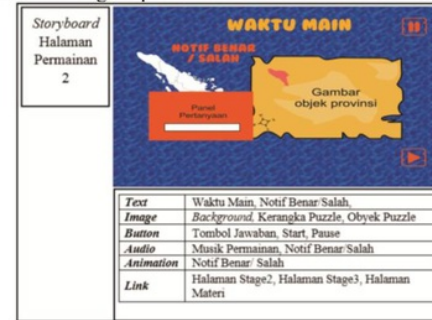 Storyboard
Halaman
Permainan
2
WAKTU MAIN
NOTIF BENAR
/ SALAH
Gambar
objek provinsi
Panel
Pertanyaan
Text Waktu Main, Notif Benar/Salah,
Image Background, Kerangka Puzzle, Obyek Puzzle
Button Tombol Jawaban, Start, Pause
Audio Musik Permainan, Notif Benar/Salah
Animation Notif Benar/ Salah
Link Halaman Stage2, Halaman Stage3, Halaman
Materi